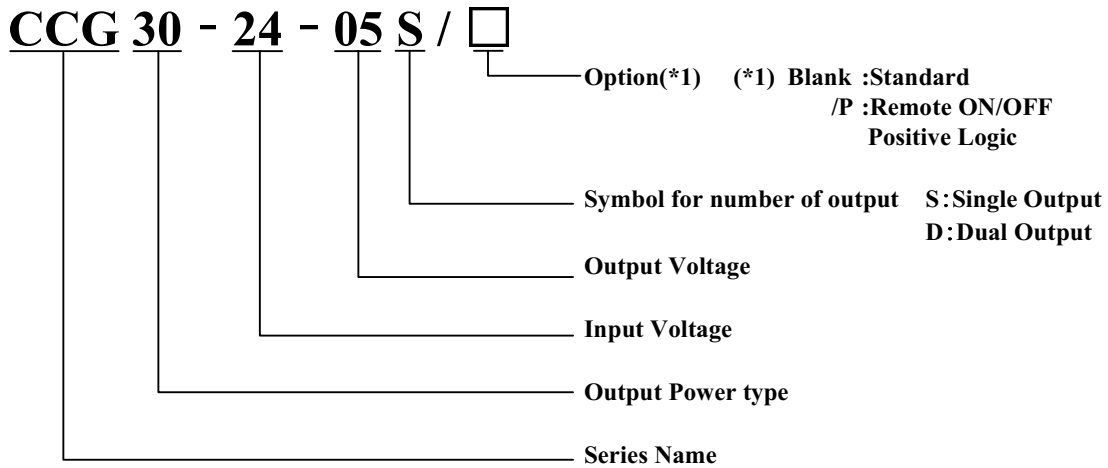 CCG 30 - 24 - 05 S / □
Option(*1) (*1) Blank :Standard
/P :Remote ON/OFF
Positive Logic
Symbol for number of output S:Single Output
D:Dual Output
Output Voltage
Input Voltage
Output Power type
Series Name